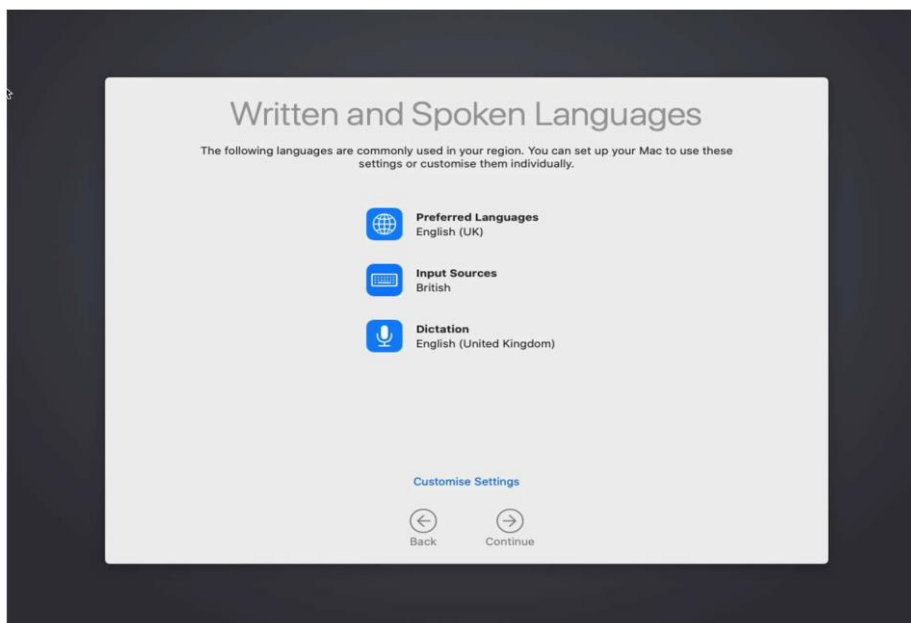 Written and Spoken Languages
The following languages are commonly used in your region. You can set up your Mac to use these
settings or customise them individually.
Preferred Languages
English (UK)
Input Sources
British
Dictation
English (United Kingdom)
Customise Settings
Back Continue